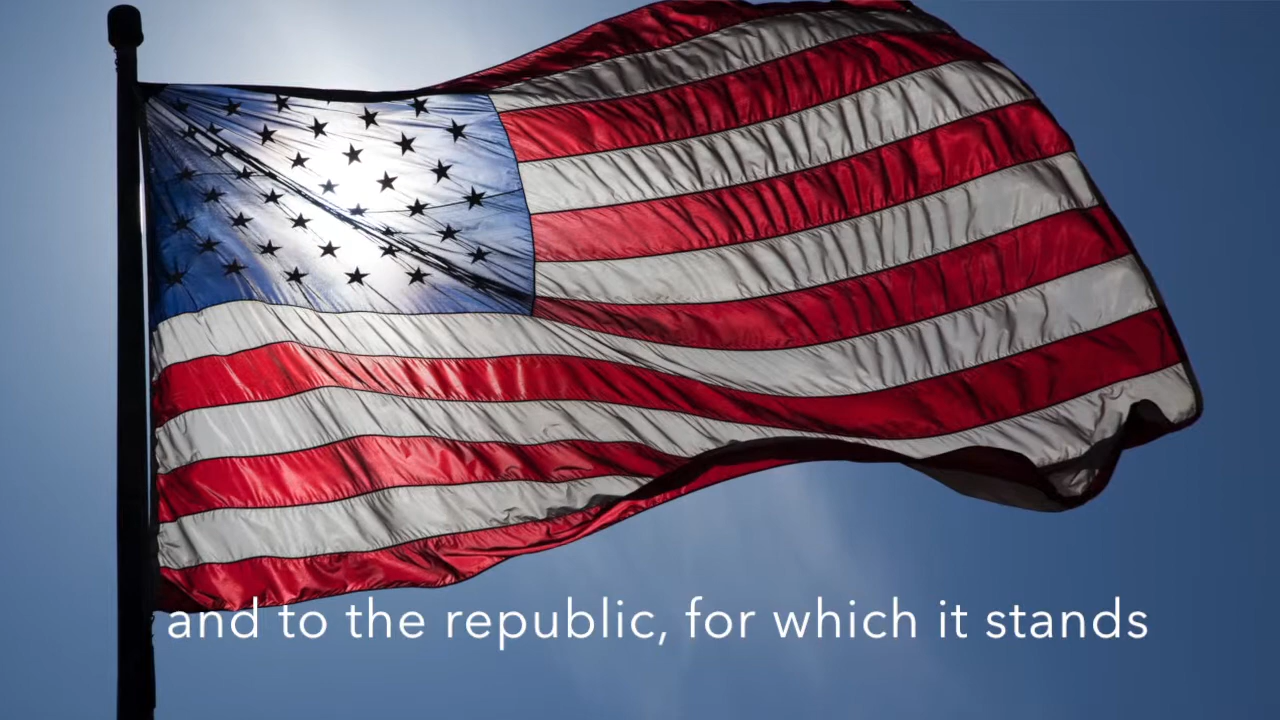 and to the republic, for which it stands